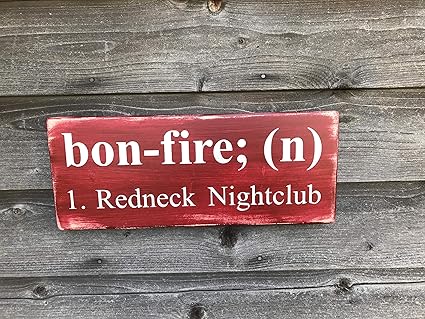 bon-fire; (n)
1. Redneck Nightclub